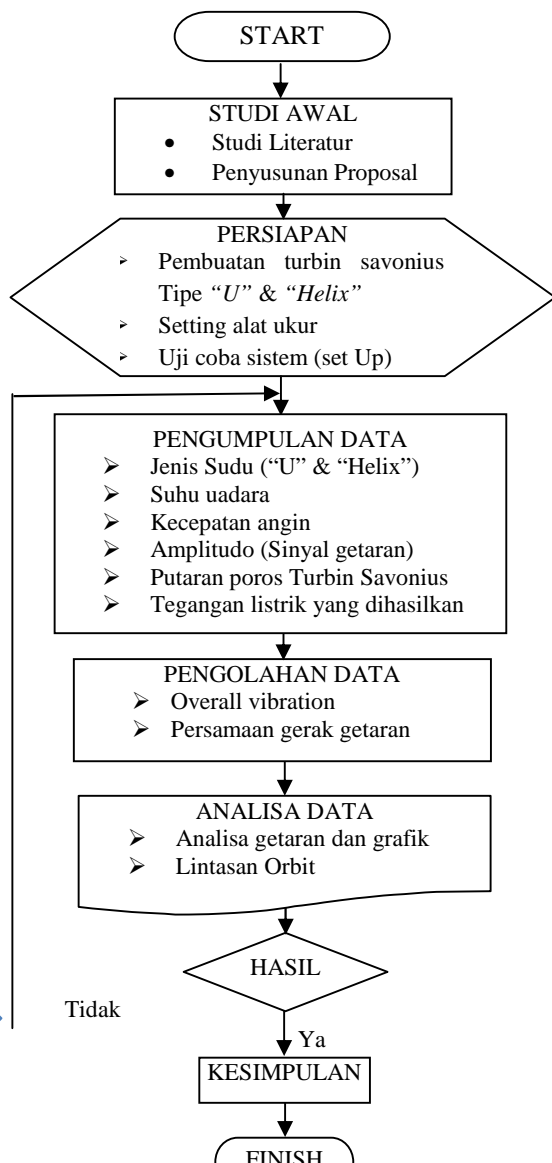 START
STUDI AWAL
• Studi Literatur
• Penyusunan Proposal
PERSIAPAN
➢ Pembuatan turbin savonius
Tipe “U” & “Helix”
➢ Setting alat ukur
➢ Uji coba sistem (set Up)
PENGUMPULAN DATA
➢ Jenis Sudu (“U” & “Helix”)
➢ Suhu uadara
➢ Kecepatan angin
➢ Amplitudo (Sinyal getaran)
➢ Putaran poros Turbin Savonius
➢ Tegangan listrik yang dihasilkan
PENGOLAHAN DATA
➢ Overall vibration
➢ Persamaan gerak getaran
ANALISA DATA
➢ Analisa getaran dan grafik
➢ Lintasan Orbit
HASIL
Tidak
Ya
KESIMPULAN
FINISH